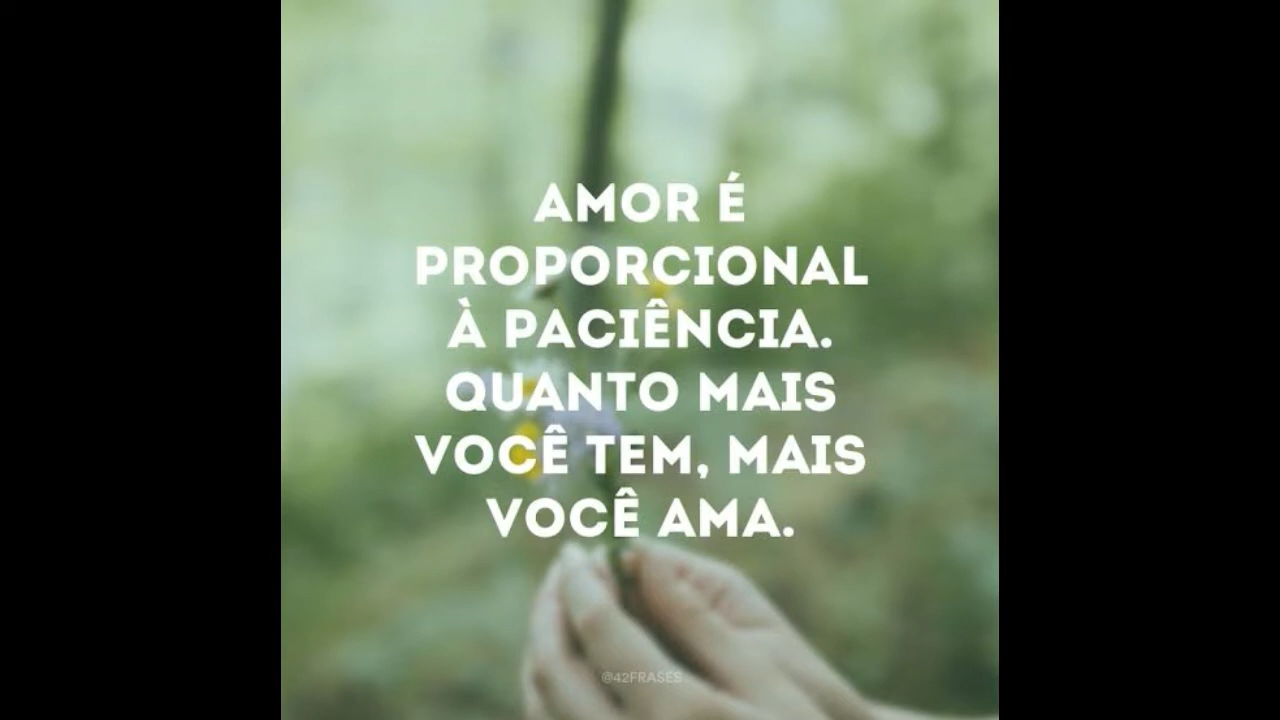 AMOR É
PROPORCIONAL
À PACIÊNCIA.
QUANTO MAIS
VOCÊ TEM, MAIS
VOCÊ AMA.
@42FRASES